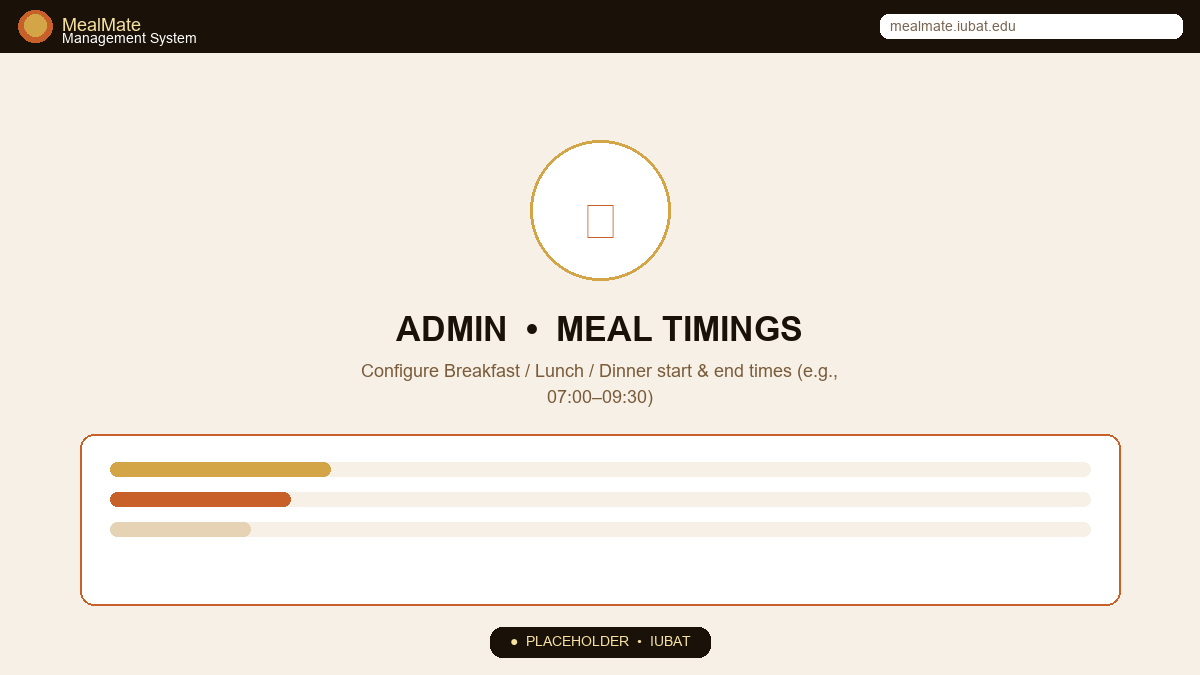 MealMate
Management System
mealmate.iubat.edu
ADMIN • MEAL TIMINGS
Configure Breakfast / Lunch / Dinner start & end times (e.g.,
07:00–09:30)
● PLACEHOLDER • IUBAT